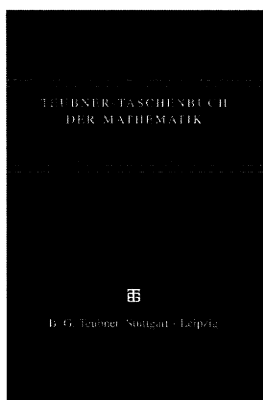 TEUBNER-TASCHENBUCH
DER MATHEMATIK
B. G. Teubner Stuttgart · Leipzig